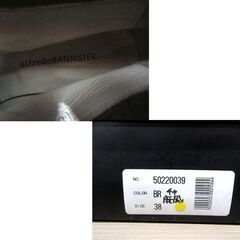 alfredoBANNISTER
NO. 50220039
COLOR BR
SIZE 38